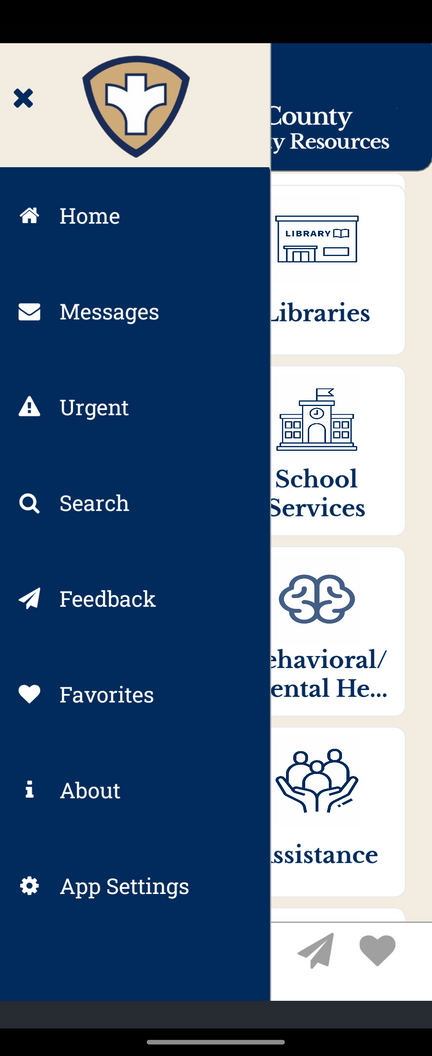 County
y Resources
Home
Messages
Urgent
Search
Feedback
Favorites
About
App Settings
LIBRARY
Libraries
School
Services
ehavioral/
ental He...
ssistance